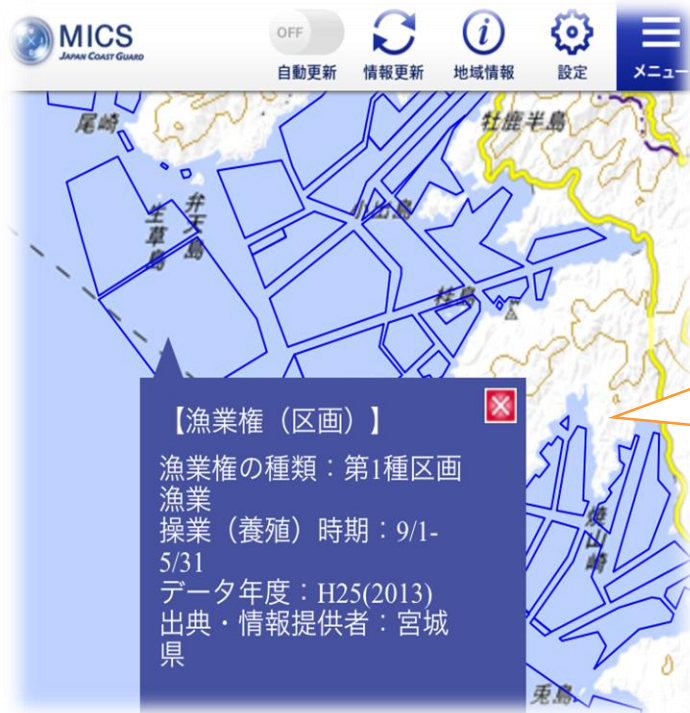 MICS
JAPAN COAST GUARD
OFF
自動更新
情報更新
地域情報
設定
メニュー
尾崎
牡鹿半島
生草島
弁天島
小出島
桂島
【漁業権（区画）】
漁業権の種類：第1種区画
漁業
操業（養殖）時期：9/1-
5/31
データ年度：H25(2013)
出典・情報提供者：宮城
県
焼山崎
兎島